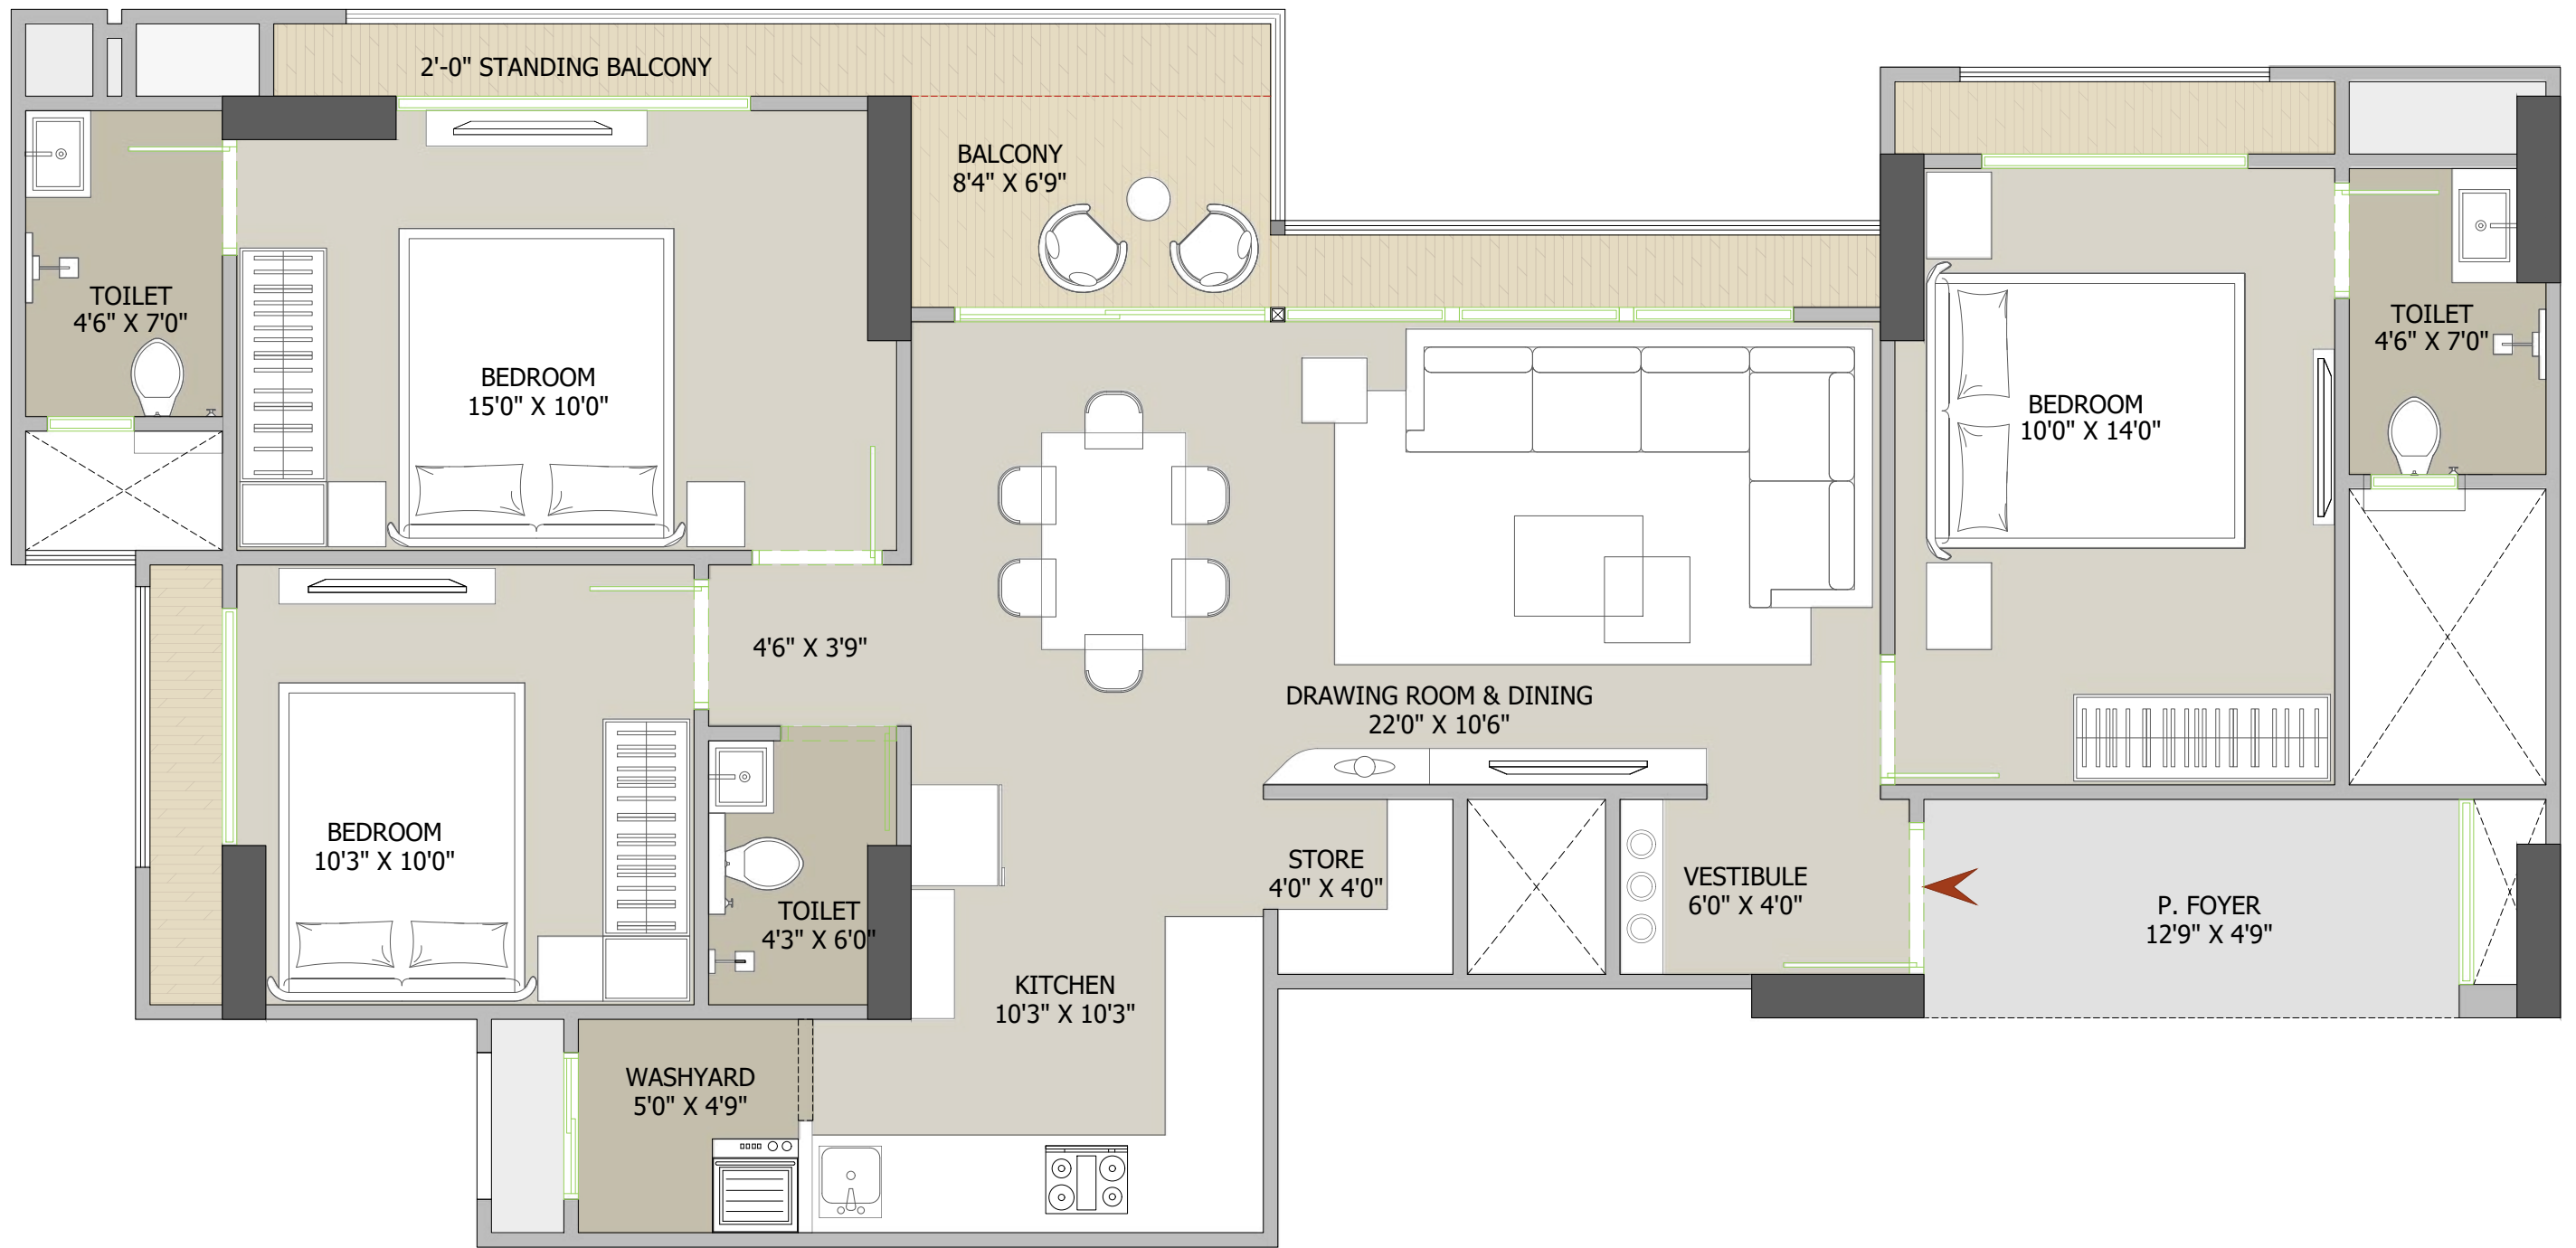 2'-0" STANDING BALCONY
BALCONY
8'4" X 6'9"
TOILET
4'6" X 7'0"
BEDROOM
15'0" X 10'0"
TOILET
4'6" X 7'0"
BEDROOM
10'0" X 14'0"
4'6" X 3'9"
DRAWING ROOM & DINING
22'0" X 10'6"
BEDROOM
10'3" X 10'0"
STORE
4'0" X 4'0"
VESTIBULE
6'0" X 4'0"
TOILET
4'3" X 6'0"
P. FOYER
12'9" X 4'9"
KITCHEN
10'3" X 10'3"
WASHYARD
5'0" X 4'9"